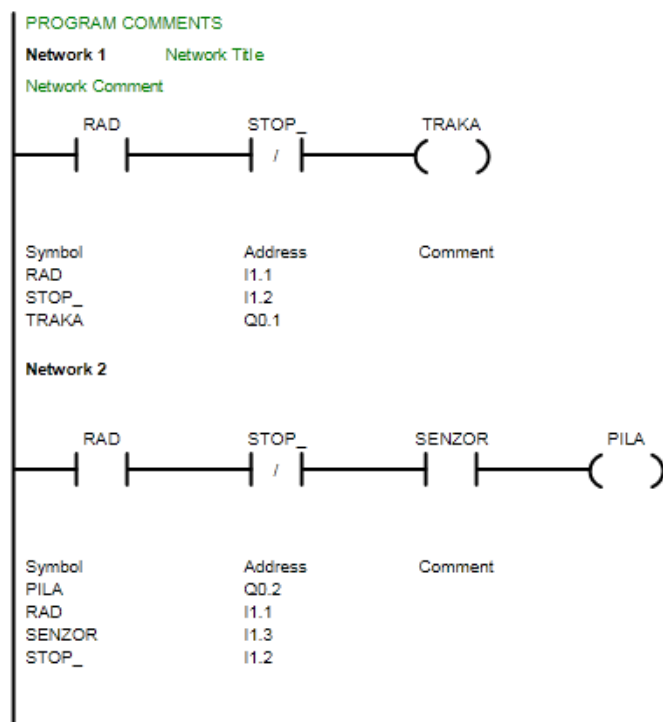 PROGRAM COMMENTS
Network 1 Network Title
Network Comment
RAD STOP_ TRAKA
/
Symbol Address Comment
RAD I1.1
STOP_ I1.2
TRAKA Q0.1
Network 2
RAD STOP_ SENZOR PILA
/
Symbol Address Comment
PILA Q0.2
RAD I1.1
SENZOR I1.3
STOP_ I1.2